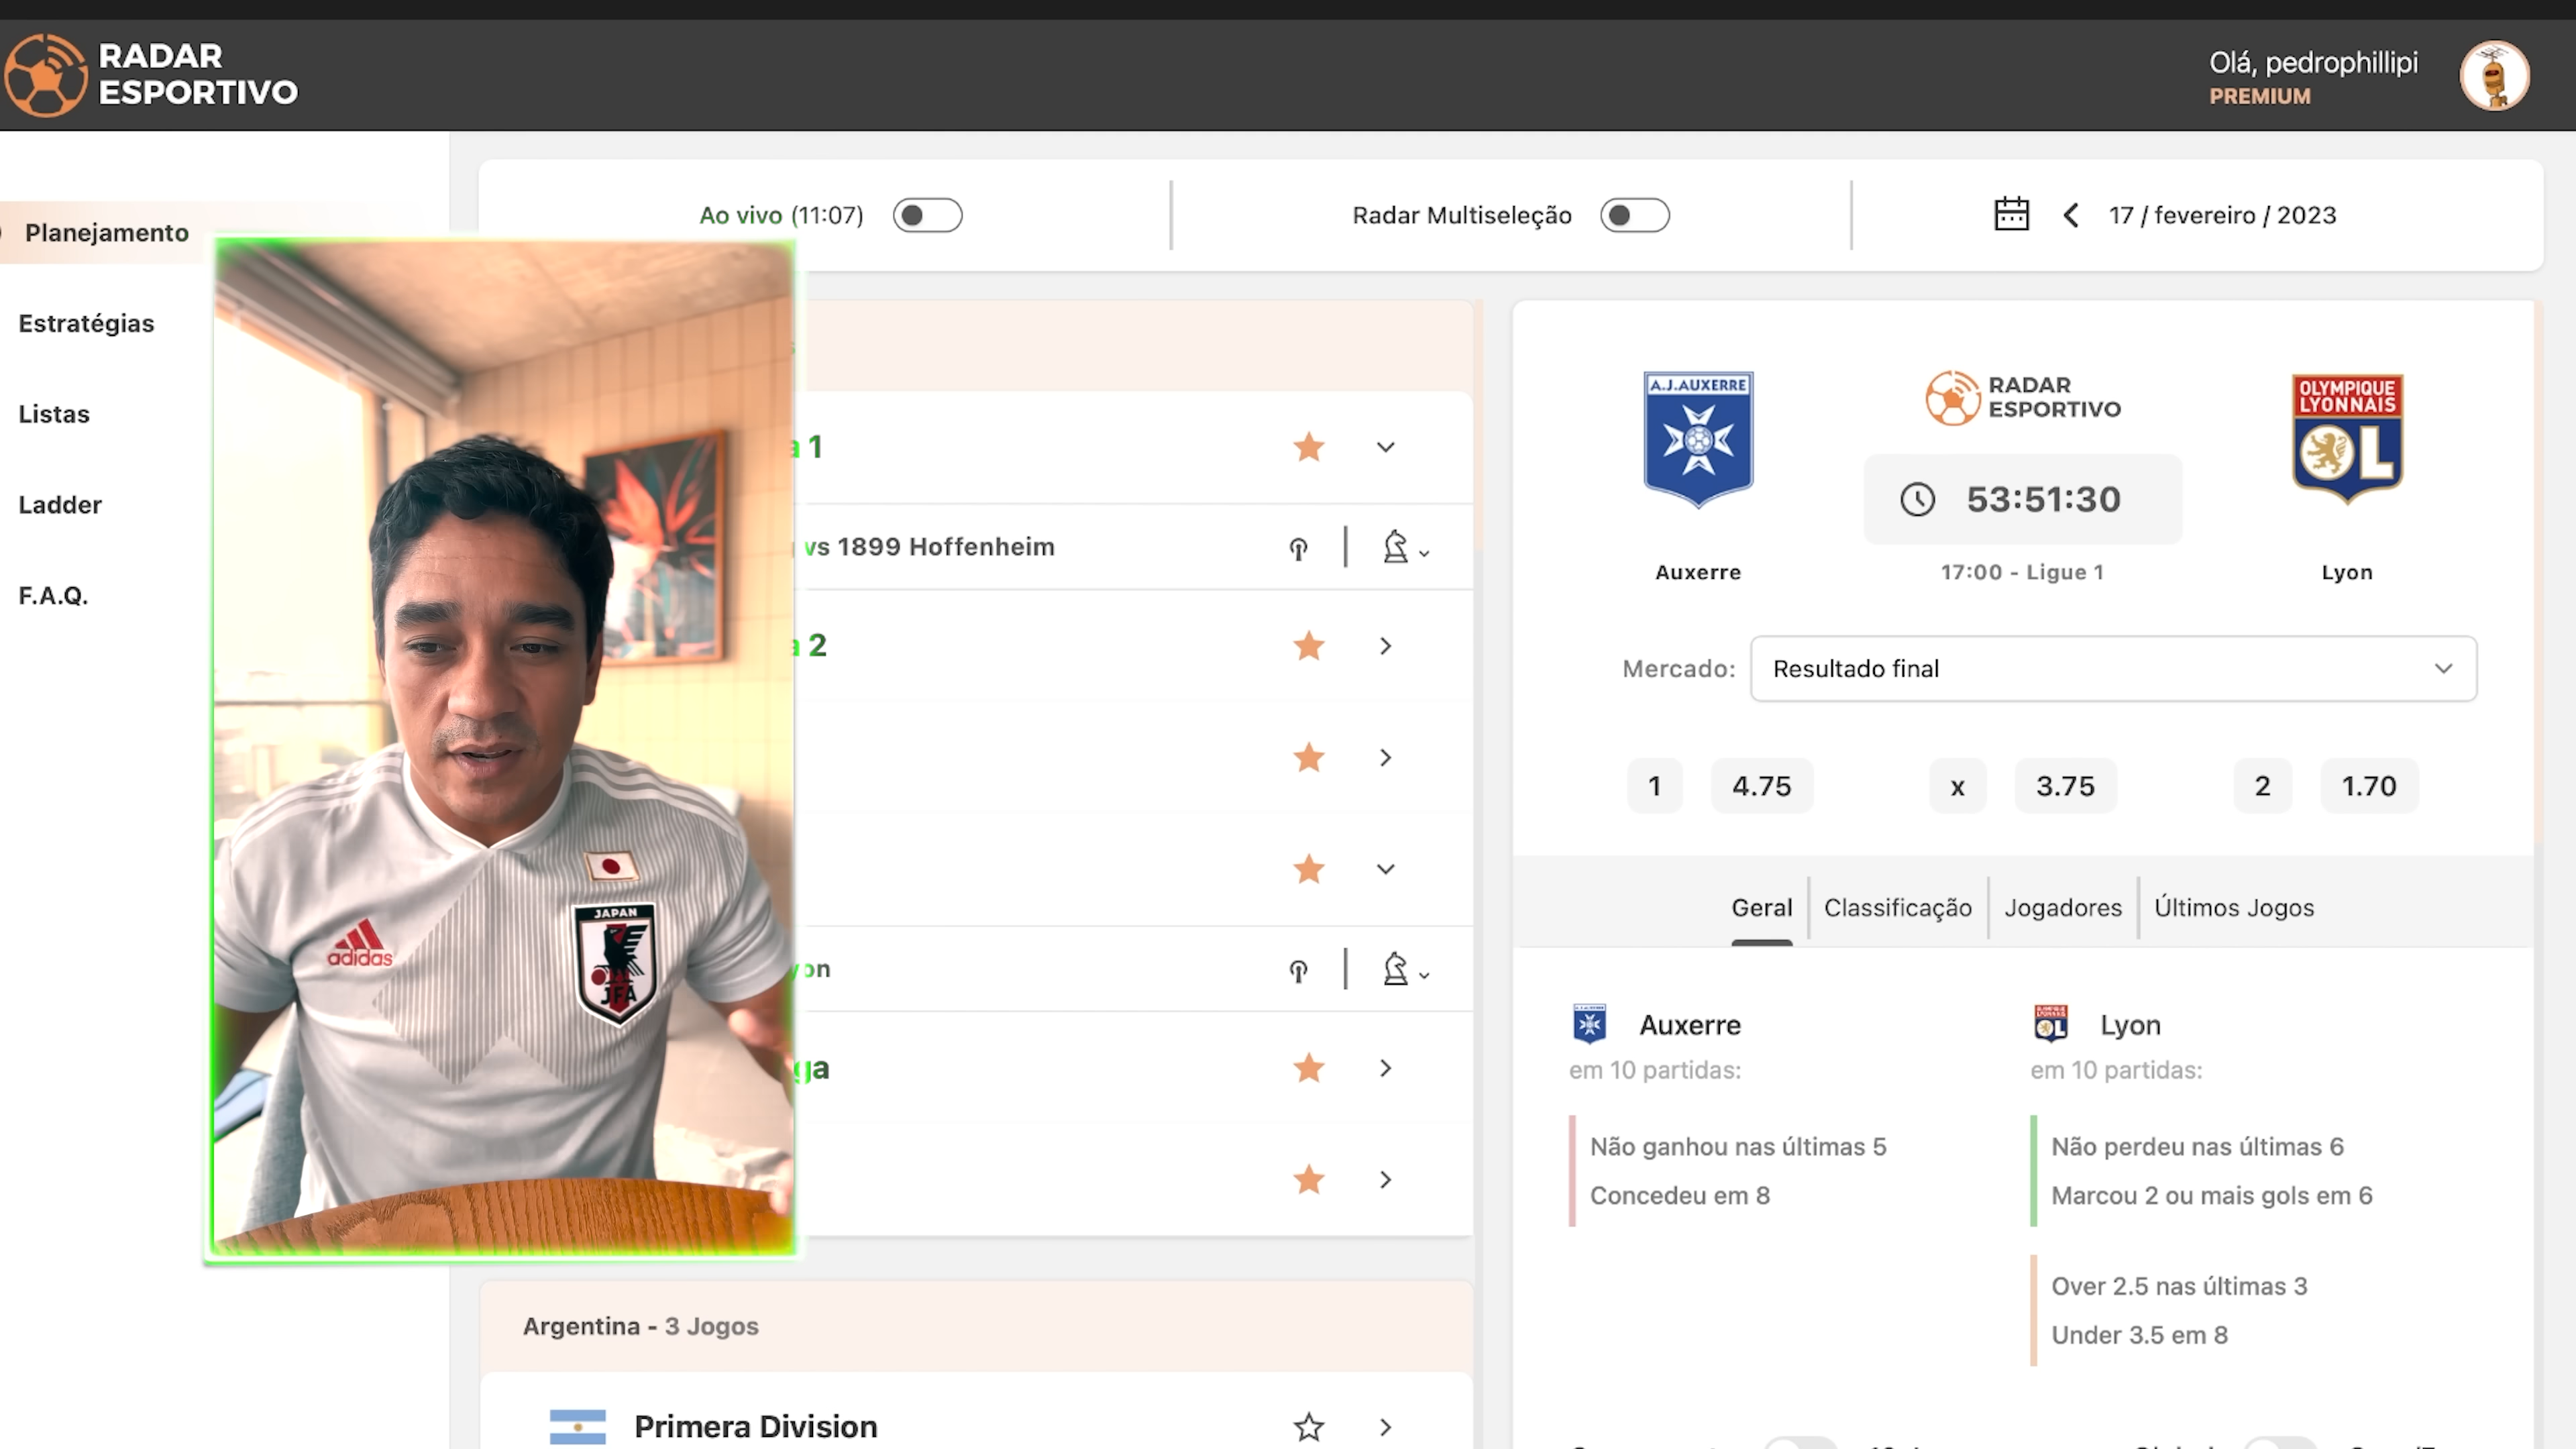 RADAR
ESPORTIVO
Olá, pedrophillipi
PREMIUM
Planejamento
Estratégias
Listas
Ladder
F.A.Q.
Ao vivo (11:07)
Radar Multiseleção
17 / fevereiro / 2023
a 1
vs 1899 Hoffenheim
a 2
yon
ga
Argentina - 3 Jogos
Primera Division
adidas
JAPAN
JFA
A.J.AUXERRE
RADAR
ESPORTIVO
OLYMPIQUE
LYONNAIS
OL
53:51:30
Auxerre
17:00 - Ligue 1
Lyon
Mercado:
Resultado final
1 4.75 x 3.75 2 1.70
Geral
Classificação
Jogadores
Últimos Jogos
Auxerre
em 10 partidas:
Não ganhou nas últimas 5
Concedeu em 8
Lyon
em 10 partidas:
Não perdeu nas últimas 6
Marcou 2 ou mais gols em 6
Over 2.5 nas últimas 3
Under 3.5 em 8